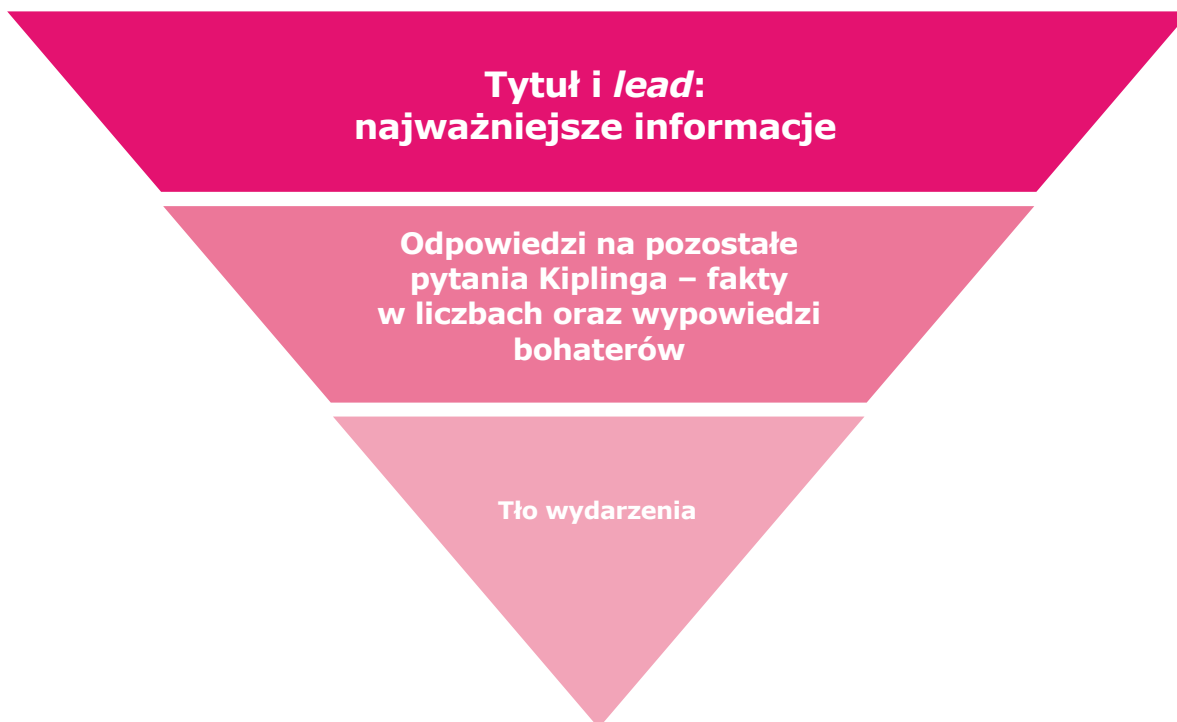 Tytuł i lead:
najważniejsze informacje
Odpowiedzi na pozostałe
pytania Kiplinga – fakty
w liczbach oraz wypowiedzi
bohaterów
Tło wydarzenia